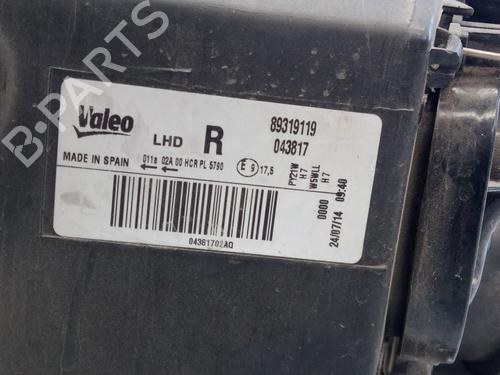 Valeo
LHD R 89319119
043817
MADE IN SPAIN 011a 02A 00 HCR PL 5790 E 9 17,5
PY21W H7
W5WLL H7
0000
24/07/14 09:40
04381702AQ
B-PARTS